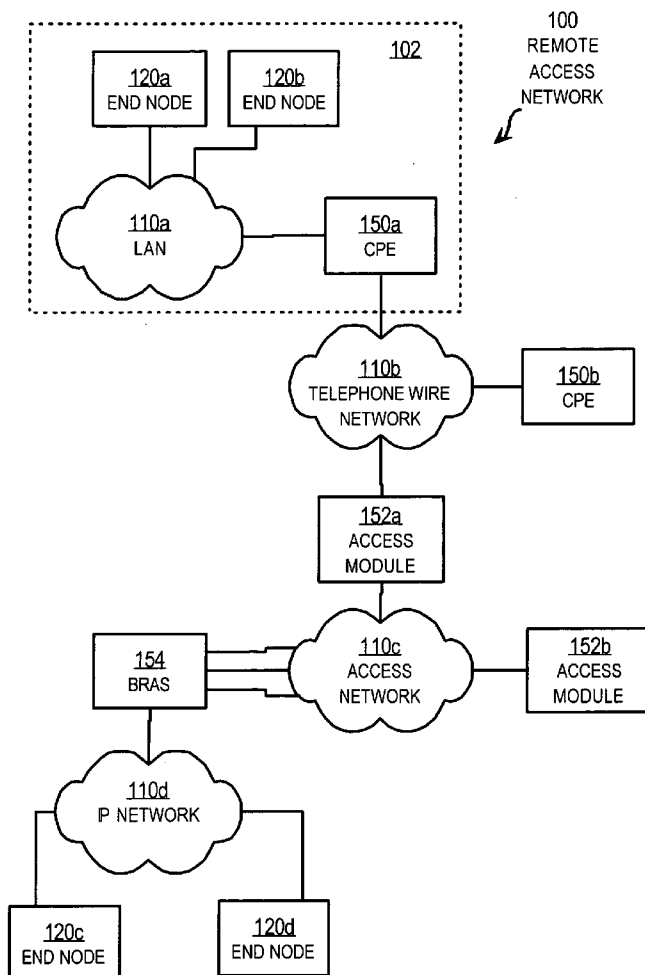 100
REMOTE
ACCESS
NETWORK
102
120a
END NODE
120b
END NODE
110a
LAN
150a
CPE
110b
TELEPHONE WIRE
NETWORK
150b
CPE
152a
ACCESS
MODULE
154
BRAS
110c
ACCESS
NETWORK
152b
ACCESS
MODULE
110d
IP NETWORK
120c
END NODE
120d
END NODE